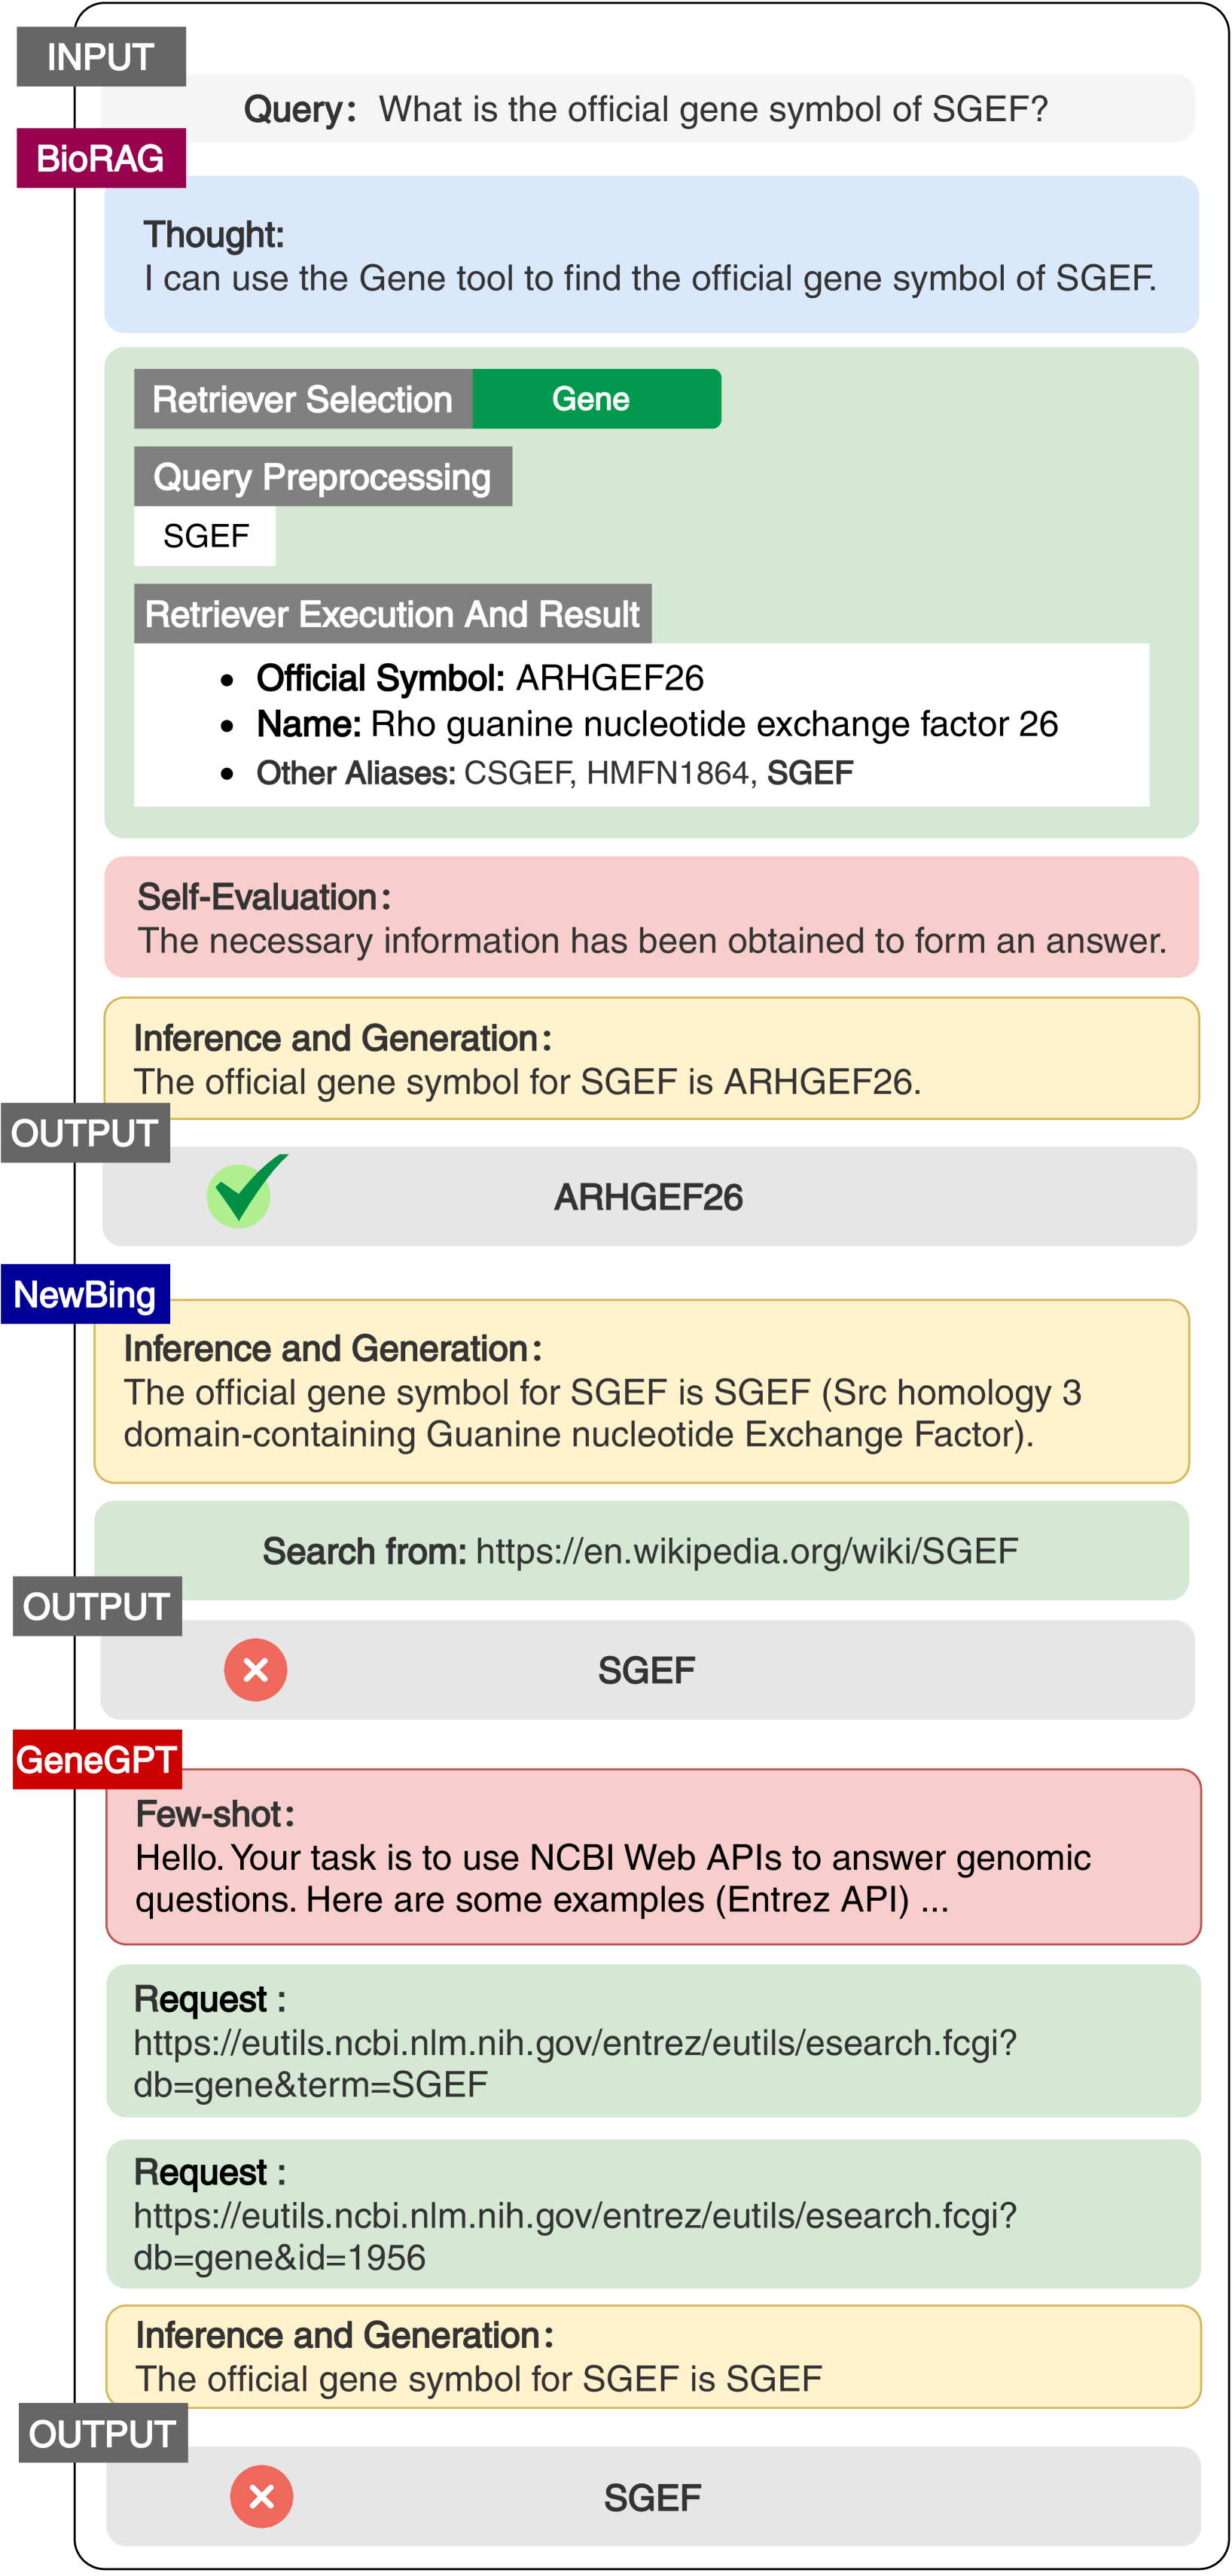 INPUT
Query: What is the official gene symbol of SGEF?
BioRAG
Thought:
I can use the Gene tool to find the official gene symbol of SGEF.
Retriever Selection Gene
Query Preprocessing
SGEF
Retriever Execution And Result
• Official Symbol: ARHGEF26
• Name: Rho guanine nucleotide exchange factor 26
• Other Aliases: CSGEF, HMFN1864, SGEF
Self-Evaluation:
The necessary information has been obtained to form an answer.
Inference and Generation:
The official gene symbol for SGEF is ARHGEF26.
OUTPUT
ARHGEF26
NewBing
Inference and Generation:
The official gene symbol for SGEF is SGEF (Src homology 3
domain-containing Guanine nucleotide Exchange Factor).
Search from: https://en.wikipedia.org/wiki/SGEF
OUTPUT
SGEF
GeneGPT
Few-shot:
Hello. Your task is to use NCBI Web APIs to answer genomic
questions. Here are some examples (Entrez API) ...
Request :
https://eutils.ncbi.nlm.nih.gov/entrez/eutils/esearch.fcgi?
db=gene&term=SGEF
Request :
https://eutils.ncbi.nlm.nih.gov/entrez/eutils/esearch.fcgi?
db=gene&id=1956
Inference and Generation:
The official gene symbol for SGEF is SGEF
OUTPUT
SGEF